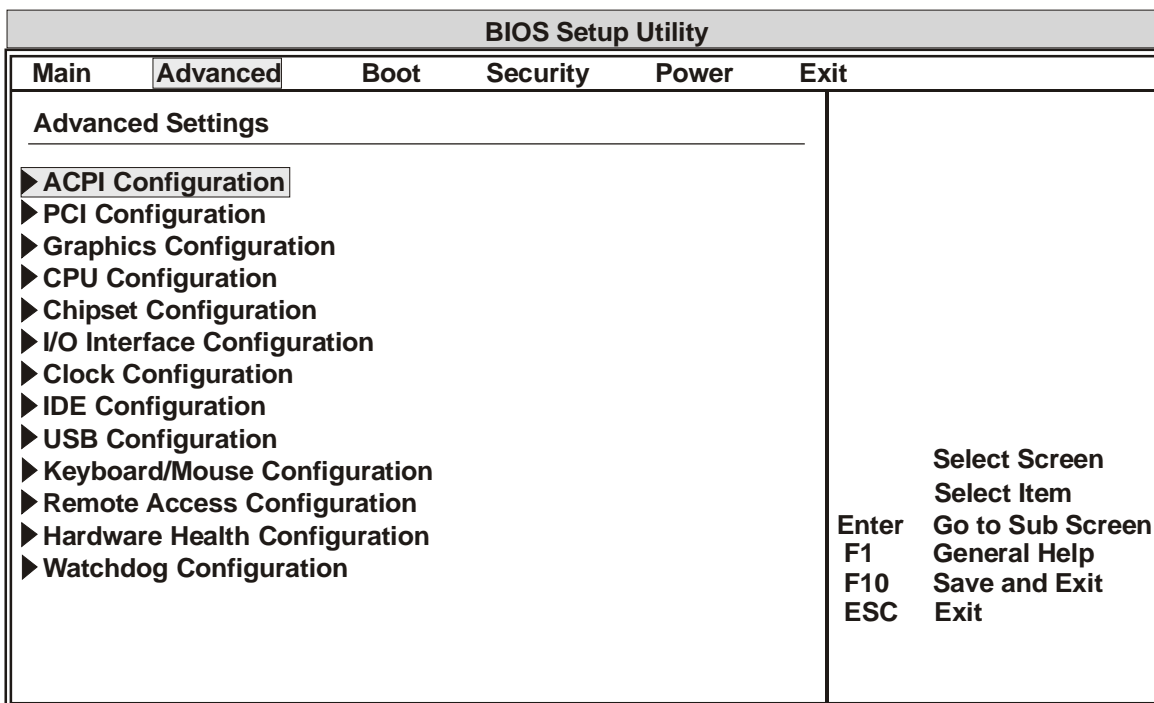 BIOS Setup Utility
Main Advanced Boot Security Power Exit
Advanced Settings
ACPI Configuration
PCI Configuration
Graphics Configuration
CPU Configuration
Chipset Configuration
I/O Interface Configuration
Clock Configuration
IDE Configuration
USB Configuration
Keyboard/Mouse Configuration
Remote Access Configuration
Hardware Health Configuration
Watchdog Configuration
Select Screen
Select Item
Enter Go to Sub Screen
F1 General Help
F10 Save and Exit
ESC Exit